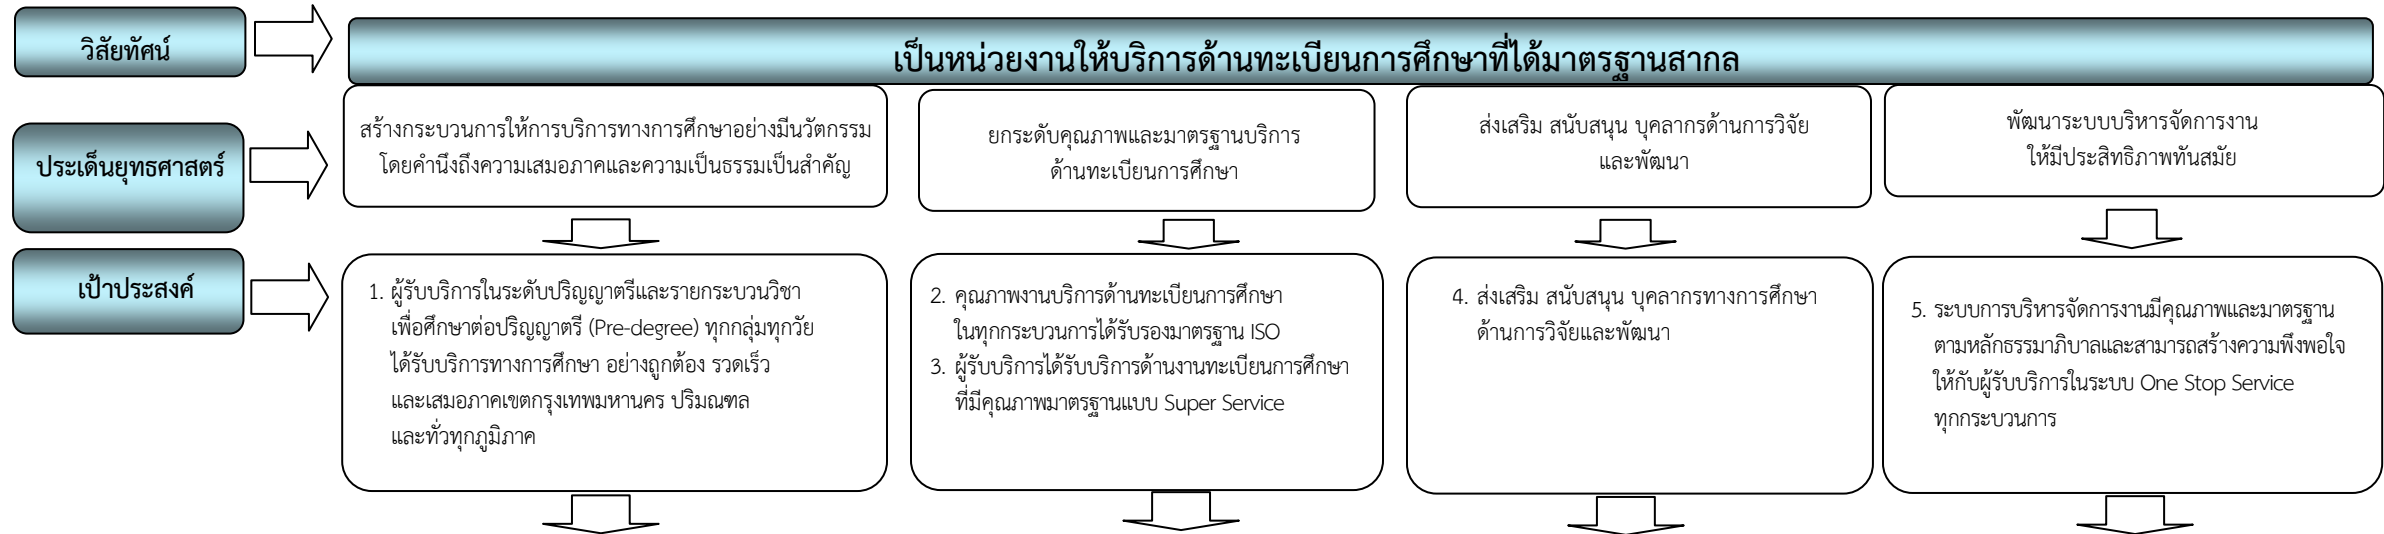 วิสัยทัศน์
เป็นหน่วยงานให้บริการด้านทะเบียนการศึกษาที่ได้มาตรฐานสากล
ประเด็นยุทธศาสตร์
สร้างกระบวนการให้การบริการทางการศึกษาอย่างมีนวัตกรรม
โดยคำนึงถึงความเสมอภาคและความเป็นธรรมเป็นสำคัญ
ยกระดับคุณภาพและมาตรฐานบริการ
ด้านทะเบียนการศึกษา
ส่งเสริม สนับสนุน บุคลากรด้านการวิจัย
และพัฒนา
พัฒนาระบบบริหารจัดการงาน
ให้มีประสิทธิภาพทันสมัย
เป้าประสงค์
1. ผู้รับบริการในระดับปริญญาตรีและรายกระบวนวิชา
เพื่อศึกษาต่อปริญญาตรี (Pre-degree) ทุกกลุ่มทุกวัย
ได้รับบริการทางการศึกษา อย่างถูกต้อง รวดเร็ว
และเสมอภาคเขตกรุงเทพมหานคร ปริมณฑล
และทั่วทุกภูมิภาค
2. คุณภาพงานบริการด้านทะเบียนการศึกษา
ในทุกกระบวนการได้รับรองมาตรฐาน ISO
3. ผู้รับบริการได้รับบริการด้านงานทะเบียนการศึกษา
ที่มีคุณภาพมาตรฐานแบบ Super Service
4. ส่งเสริม สนับสนุน บุคลากรทางการศึกษา
ด้านการวิจัยและพัฒนา
5. ระบบการบริหารจัดการงานมีคุณภาพและมาตรฐาน
ตามหลักธรรมาภิบาลและสามารถสร้างความพึงพอใจ
ให้กับผู้รับบริการในระบบ One Stop Service
ทุกกระบวนการ